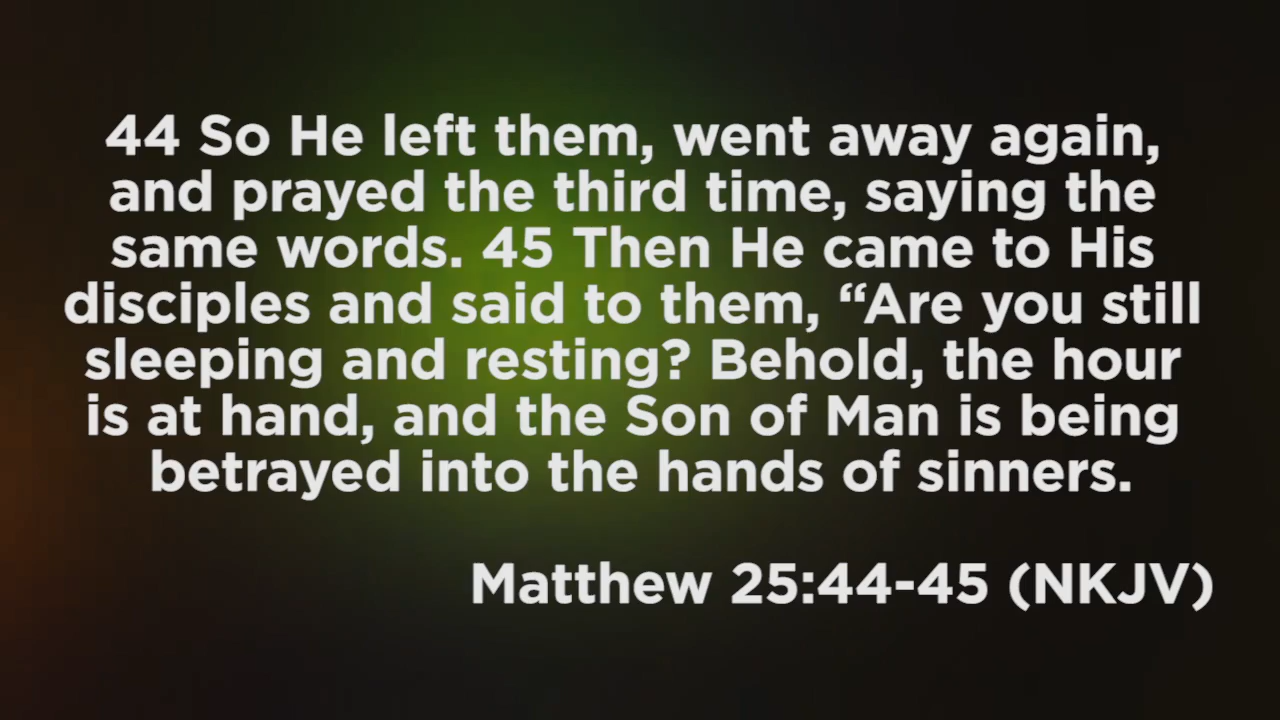 44 So He left them, went away again,
and prayed the third time, saying the
same words. 45 Then He came to His
disciples and said to them, “Are you still
sleeping and resting? Behold, the hour
is at hand, and the Son of Man is being
betrayed into the hands of sinners.
Matthew 25:44-45 (NKJV)